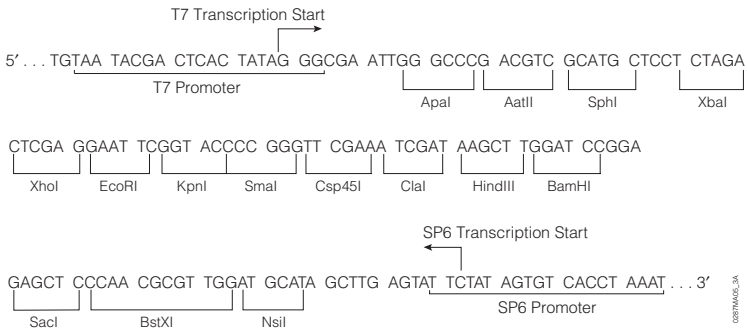 T7 Transcription Start
5′ . . . TGTAA TACGA CTCAC TATAG GGCGA ATTGG GCCCG ACGTC GCATG CTCCT CTAGA
T7 Promoter
ApaI AatII SphI XbaI
CTCGAG GAATT CGGT ACCCC GGGTT CGAAA TCGAT AAGCT TGGAT CCGGA
XhoI EcoRI KpnI SmaI Csp45I ClaI HindIII BamHI
SP6 Transcription Start
GAGCT CCCAA CGCGT TGGAT GCATA GCTTG AGTAT TCTAT AGTGT CACCT AAAT . . . 3′
SacI BstXI NsiI SP6 Promoter
0287MA05_3A